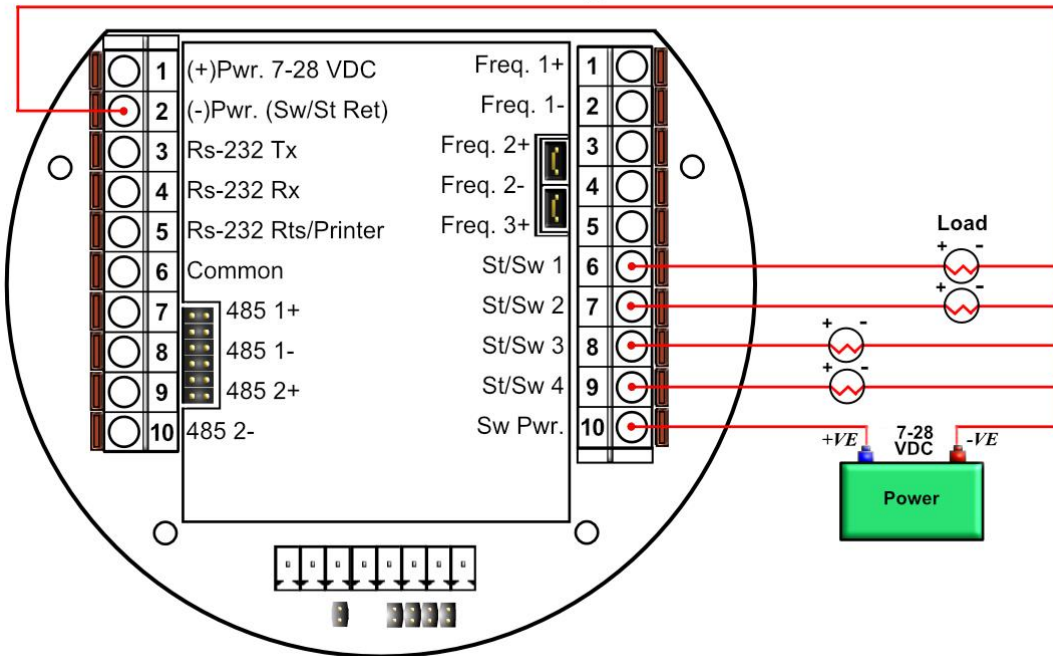 1 (+)Pwr. 7-28 VDC Freq. 1+ 1
2 (-)Pwr. (Sw/St Ret) Freq. 1- 2
3 Rs-232 Tx Freq. 2+ 3
4 Rs-232 Rx Freq. 2- 4
5 Rs-232 Rts/Printer Freq. 3+ 5
Load
+ -
6 Common St/Sw 1 6
+ -
7 485 1+ St/Sw 2 7
+ -
8 485 1- St/Sw 3 8
+ -
9 485 2+ St/Sw 4 9
10 485 2- Sw Pwr. 10
+VE 7-28 VDC -VE
Power